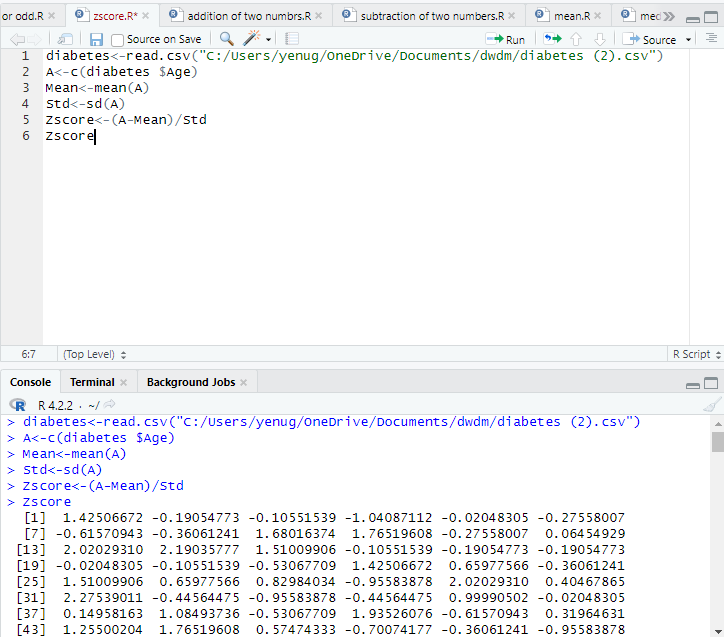 or odd.R × zscore.R* × addition of two numbrs.R × subtraction of two numbers.R × mean.R × med
Source on Save Run Source
1 diabetes<-read.csv("C:/Users/yenug/OneDrive/Documents/dwdm/diabetes (2).csv")
2 A<-c(diabetes $Age)
3 Mean<-mean(A)
4 Std<-sd(A)
5 Zscore<-(A-Mean)/Std
6 Zscore
6:7 (Top Level) R Script
Console Terminal × Background Jobs ×
R R 4.2.2 · ~/
> diabetes<-read.csv("C:/Users/yenug/OneDrive/Documents/dwdm/diabetes (2).csv")
> A<-c(diabetes $Age)
> Mean<-mean(A)
> Std<-sd(A)
> Zscore<-(A-Mean)/Std
> Zscore
[1] 1.42506672 -0.19054773 -0.10551539 -1.04087112 -0.02048305 -0.27558007
[7] -0.61570943 -0.36061241 1.68016374 1.76519608 -0.27558007 0.06454929
[13] 2.02029310 2.19035777 1.51009906 -0.10551539 -0.19054773 -0.19054773
[19] -0.02048305 -0.10551539 -0.53067709 1.42506672 0.65977566 -0.36061241
[25] 1.51009906 0.65977566 0.82984034 -0.95583878 2.02029310 0.40467865
[31] 2.27539011 -0.44564475 -0.95583878 -0.44564475 0.99990502 -0.02048305
[37] 0.14958163 1.08493736 -0.53067709 1.93526076 -0.61570943 0.31964631
[43] 1.25500204 1.76519608 0.57474333 -0.70074177 -0.36061241 -0.95583878